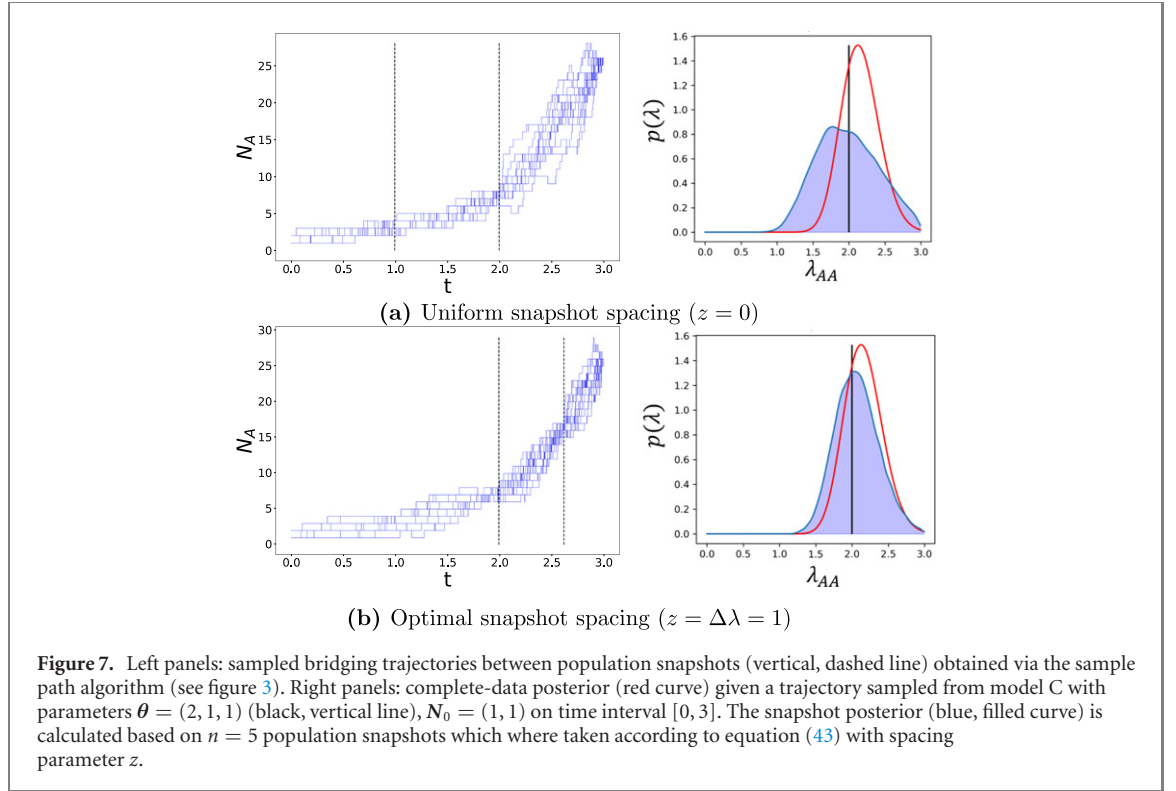 25
20
15
10
5
0
N_A
0.0 0.5 1.0 1.5 2.0 2.5 3.0
t
1.6
1.4
1.2
1.0
0.8
0.6
0.4
0.2
0.0
p(λ)
0.0 0.5 1.0 1.5 2.0 2.5 3.0
λ_AA
(a) Uniform snapshot spacing (z = 0)
30
25
20
15
10
5
0
N_A
0.0 0.5 1.0 1.5 2.0 2.5 3.0
t
1.6
1.4
1.2
1.0
0.8
0.6
0.4
0.2
0.0
p(λ)
0.0 0.5 1.0 1.5 2.0 2.5 3.0
λ_AA
(b) Optimal snapshot spacing (z = Δλ = 1)
Figure 7. Left panels: sampled bridging trajectories between population snapshots (vertical, dashed line) obtained via the sample
path algorithm (see figure 3). Right panels: complete-data posterior (red curve) given a trajectory sampled from model C with
parameters θ = (2, 1, 1) (black, vertical line), N₀ = (1, 1) on time interval [0, 3]. The snapshot posterior (blue, filled curve) is
calculated based on n = 5 population snapshots which where taken according to equation (43) with spacing
parameter z.